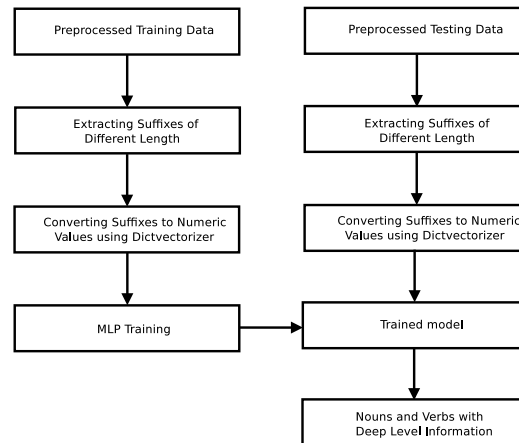 Preprocessed Training Data
Extracting Suffixes of
Different Length
Converting Suffixes to Numeric
Values using Dictvectorizer
MLP Training
Preprocessed Testing Data
Extracting Suffixes of
Different Length
Converting Suffixes to Numeric
Values using Dictvectorizer
Trained model
Nouns and Verbs with
Deep Level Information